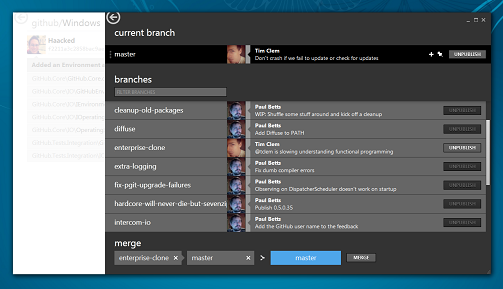 github/Windows
Haacked
current branch
master
Tim Clem
Don't crash if we fail to update or check for updates
UNPUBLISH
branches
FILTER BRANCHES
cleanup-old-packages
Paul Betts
WIP: Shuffle some stuff around and kick off a cleanup
UNPUBLISH
diffuse
Paul Betts
Add Diffuse to PATH
UNPUBLISH
enterprise-clone
Tim Clem
@tclem is slowing understanding functional programming
UNPUBLISH
extra-logging
Paul Betts
Fix dumb compiler errors
UNPUBLISH
fix-pgit-upgrade-failures
Paul Betts
Observing on DispatcherScheduler doesn't work on startup
UNPUBLISH
hardcore-will-never-die-but-sevenzi
Paul Betts
Publish 0.5.0.35
UNPUBLISH
intercom-io
Paul Betts
Add the GitHub user name to the feedback
UNPUBLISH
merge
enterprise-clone ×
master ×
>
master
MERGE